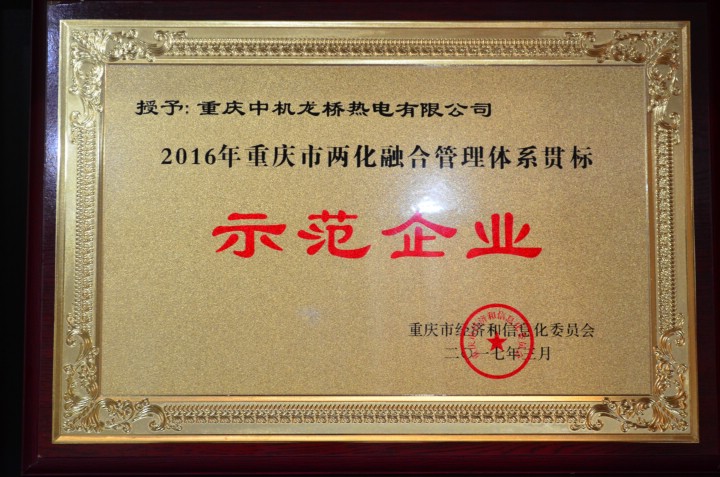 授予:重庆中机龙桥热电有限公司
2016年重庆市两化融合管理体系贯标
示范企业
重庆市经济和信息化委员会
二〇一七年三月